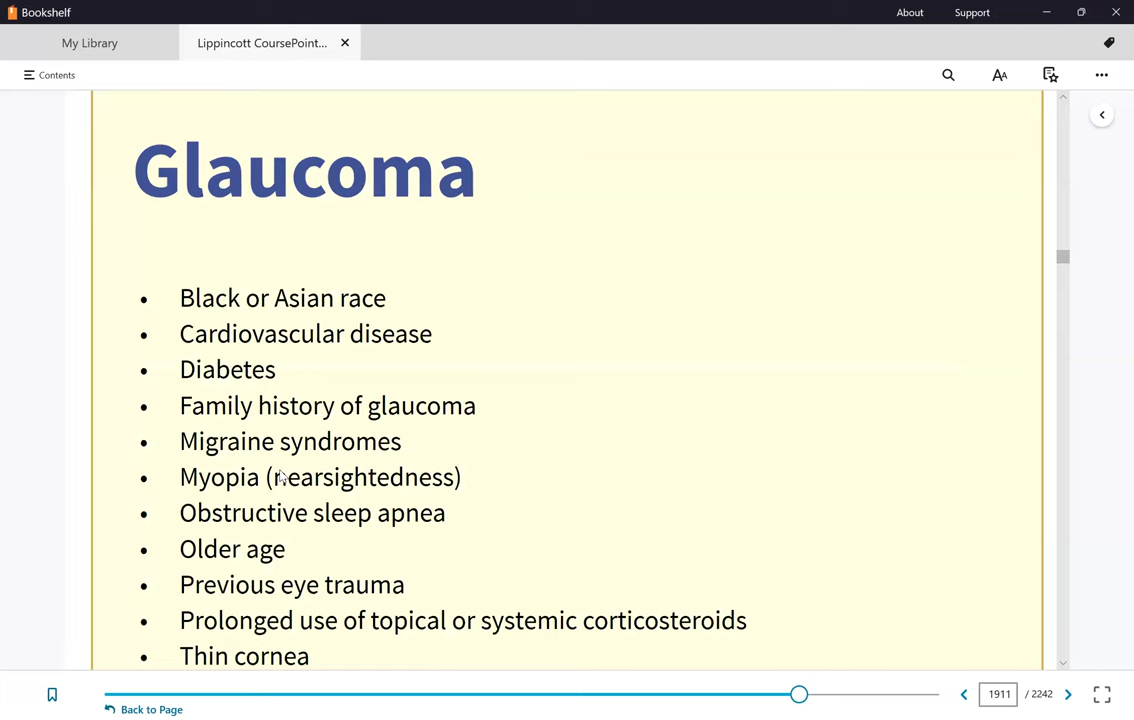 Bookshelf
About
Support
My Library
Lippincott CoursePoint...
Contents
AA
Glaucoma
• Black or Asian race
• Cardiovascular disease
• Diabetes
• Family history of glaucoma
• Migraine syndromes
• Myopia (nearsightedness)
• Obstructive sleep apnea
• Older age
• Previous eye trauma
• Prolonged use of topical or systemic corticosteroids
• Thin cornea
1911 / 2242
Back to Page